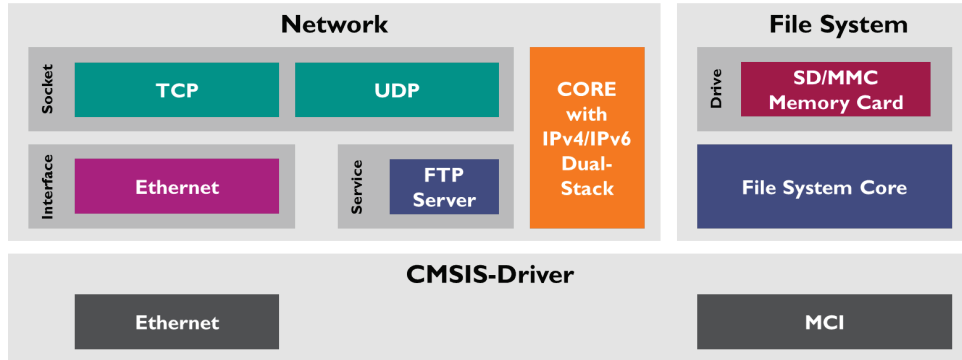 Network
Socket
TCP
UDP
CORE
with
IPv4/IPv6
Dual-
Stack
Interface
Ethernet
Service
FTP
Server
File System
Drive
SD/MMC
Memory Card
File System Core
CMSIS-Driver
Ethernet
MCI